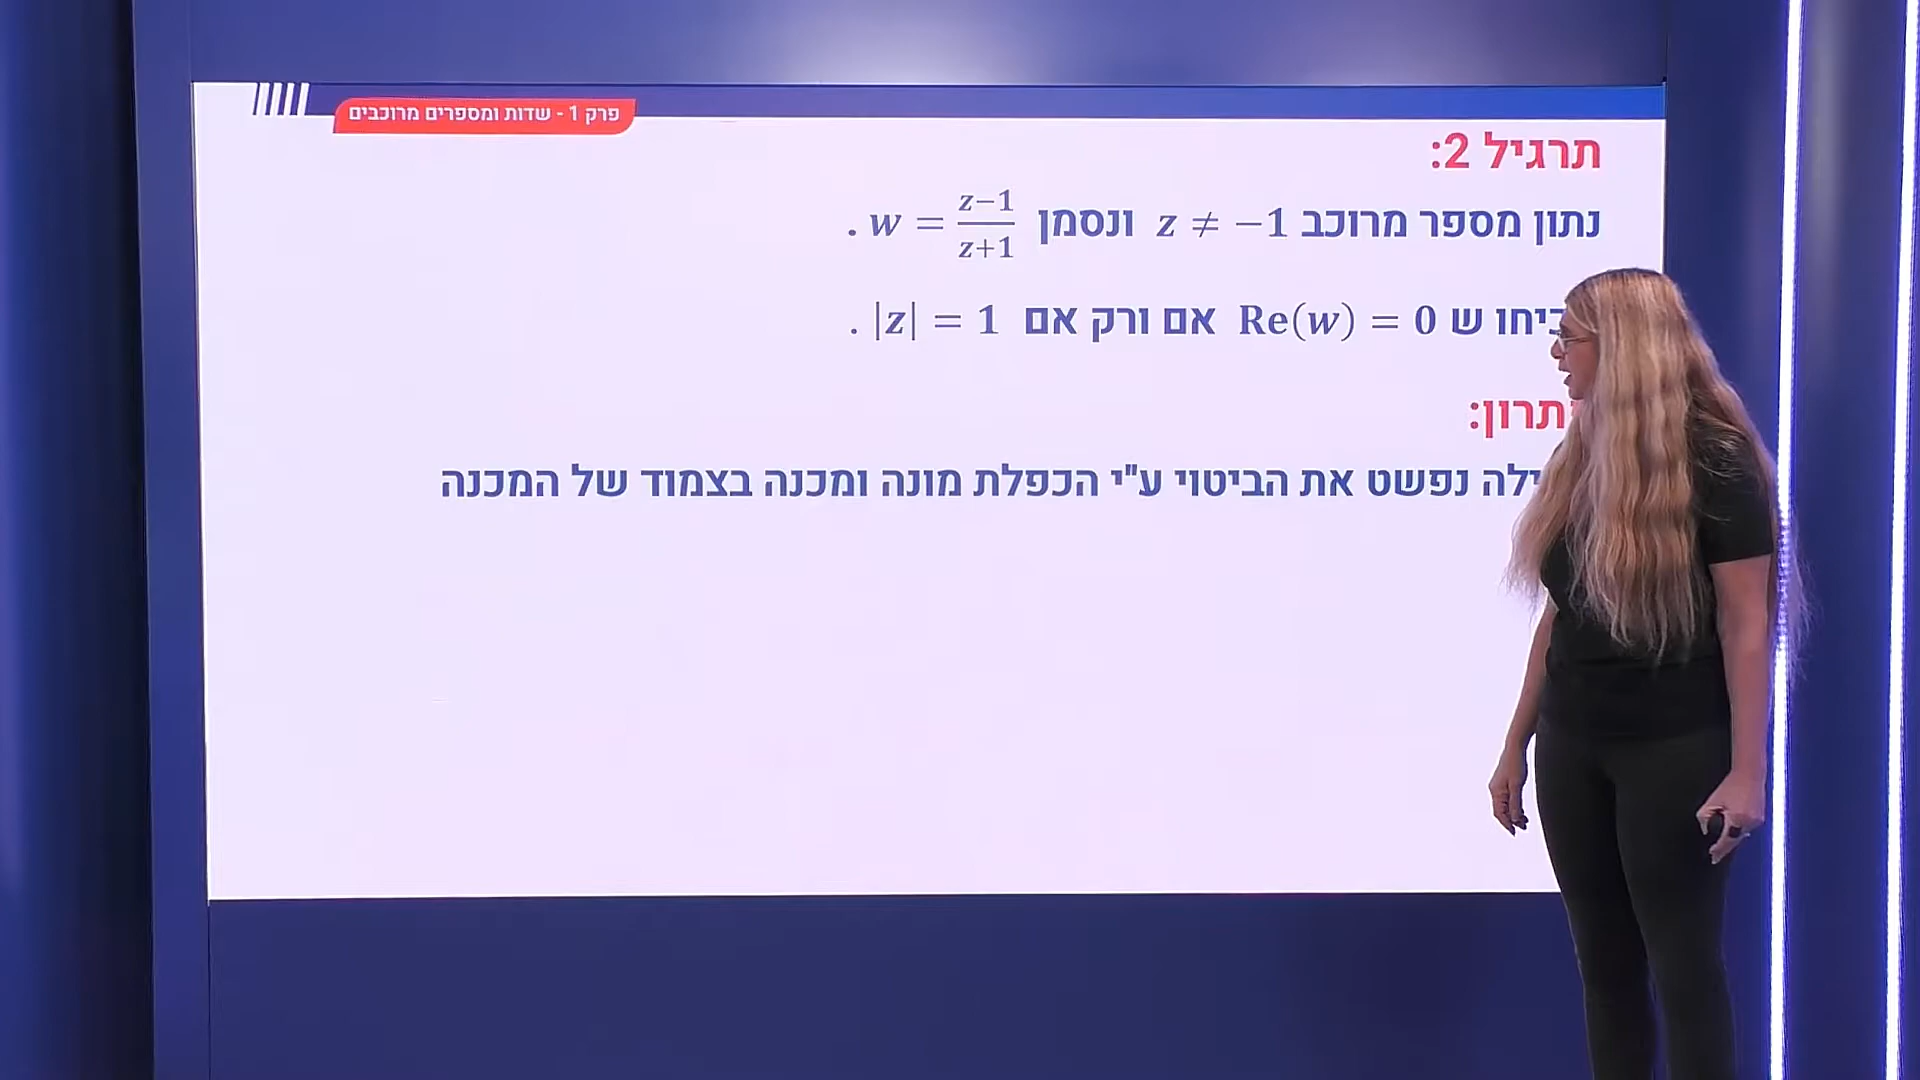 פרק 1 - שדות ומספרים מרוכבים
תרגיל 2:
נתון מספר מרוכב z ≠ −1 ונסמן w = \frac{z−1}{z+1} .
ש Re(w) = 0 אם ורק אם |z| = 1 .
נפשט את הביטוי ע"י הכפלת מונה ומכנה בצמוד של המכנה